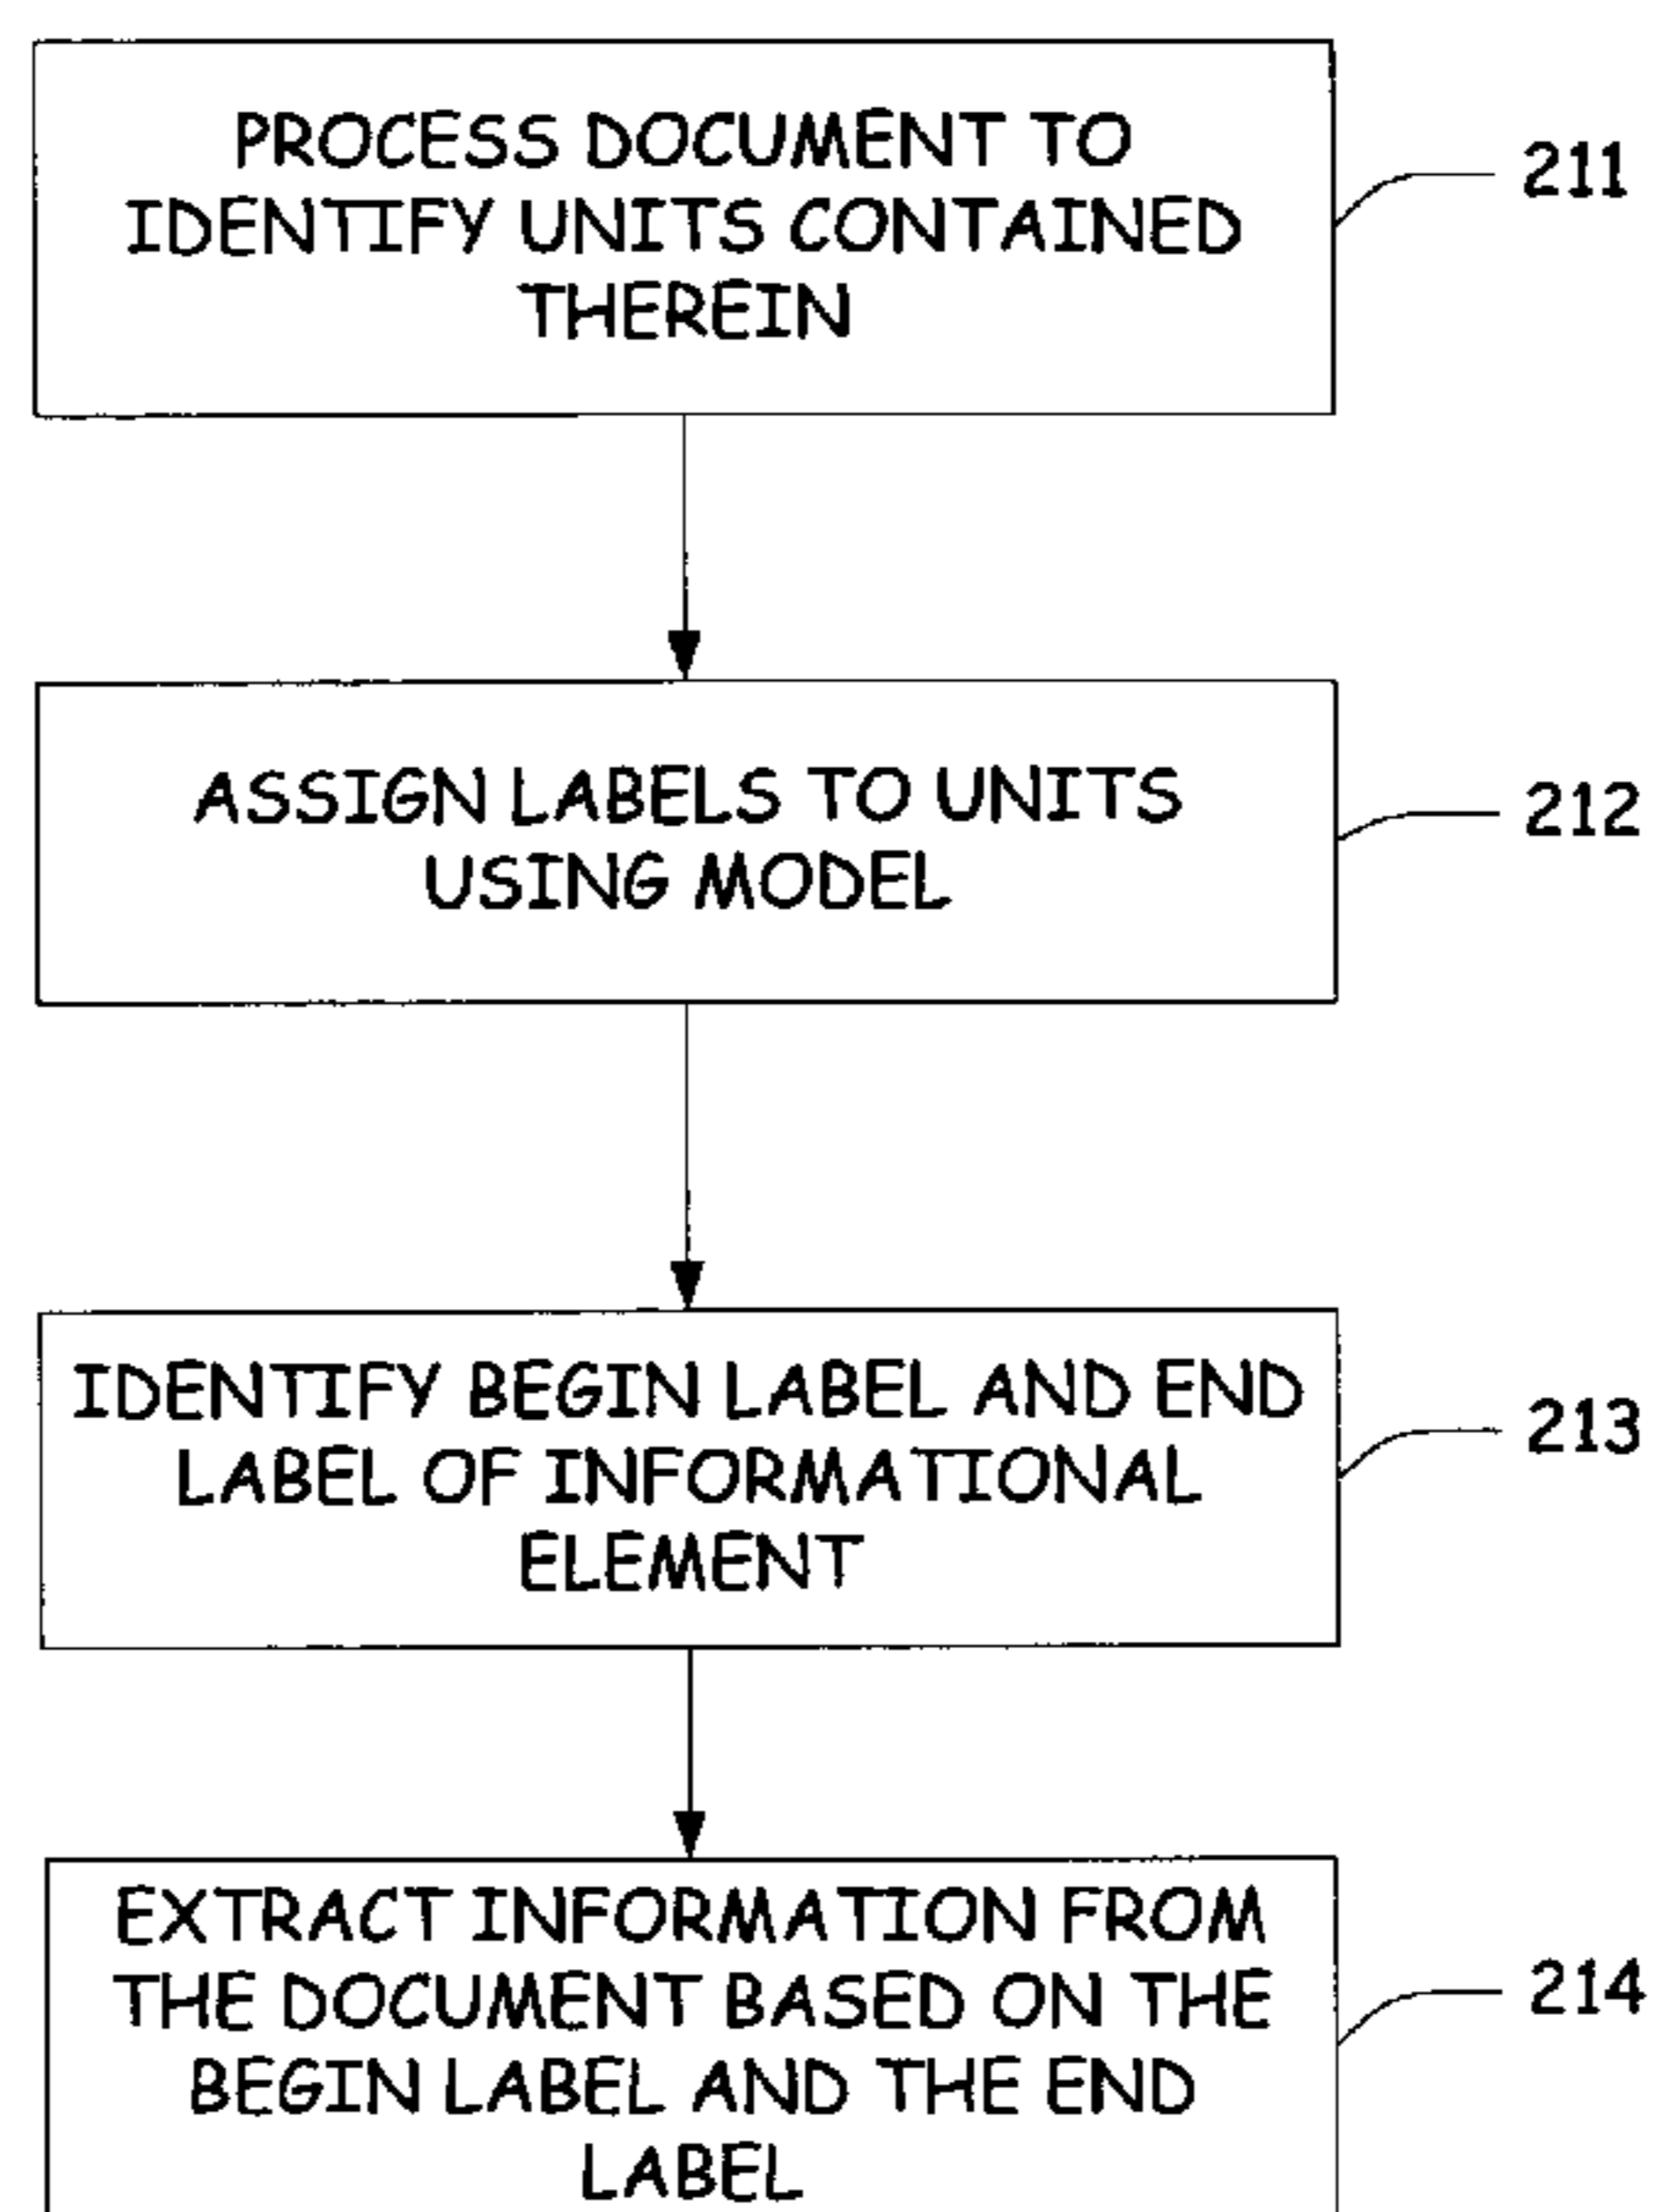 PROCESS DOCUMENT TO
IDENTIFY UNITS CONTAINED
THEREIN
211
ASSIGN LABELS TO UNITS
USING MODEL
212
IDENTIFY BEGIN LABEL AND END
LABEL OF INFORMATIONAL
ELEMENT
213
EXTRACT INFORMATION FROM
THE DOCUMENT BASED ON THE
BEGIN LABEL AND THE END
LABEL
214